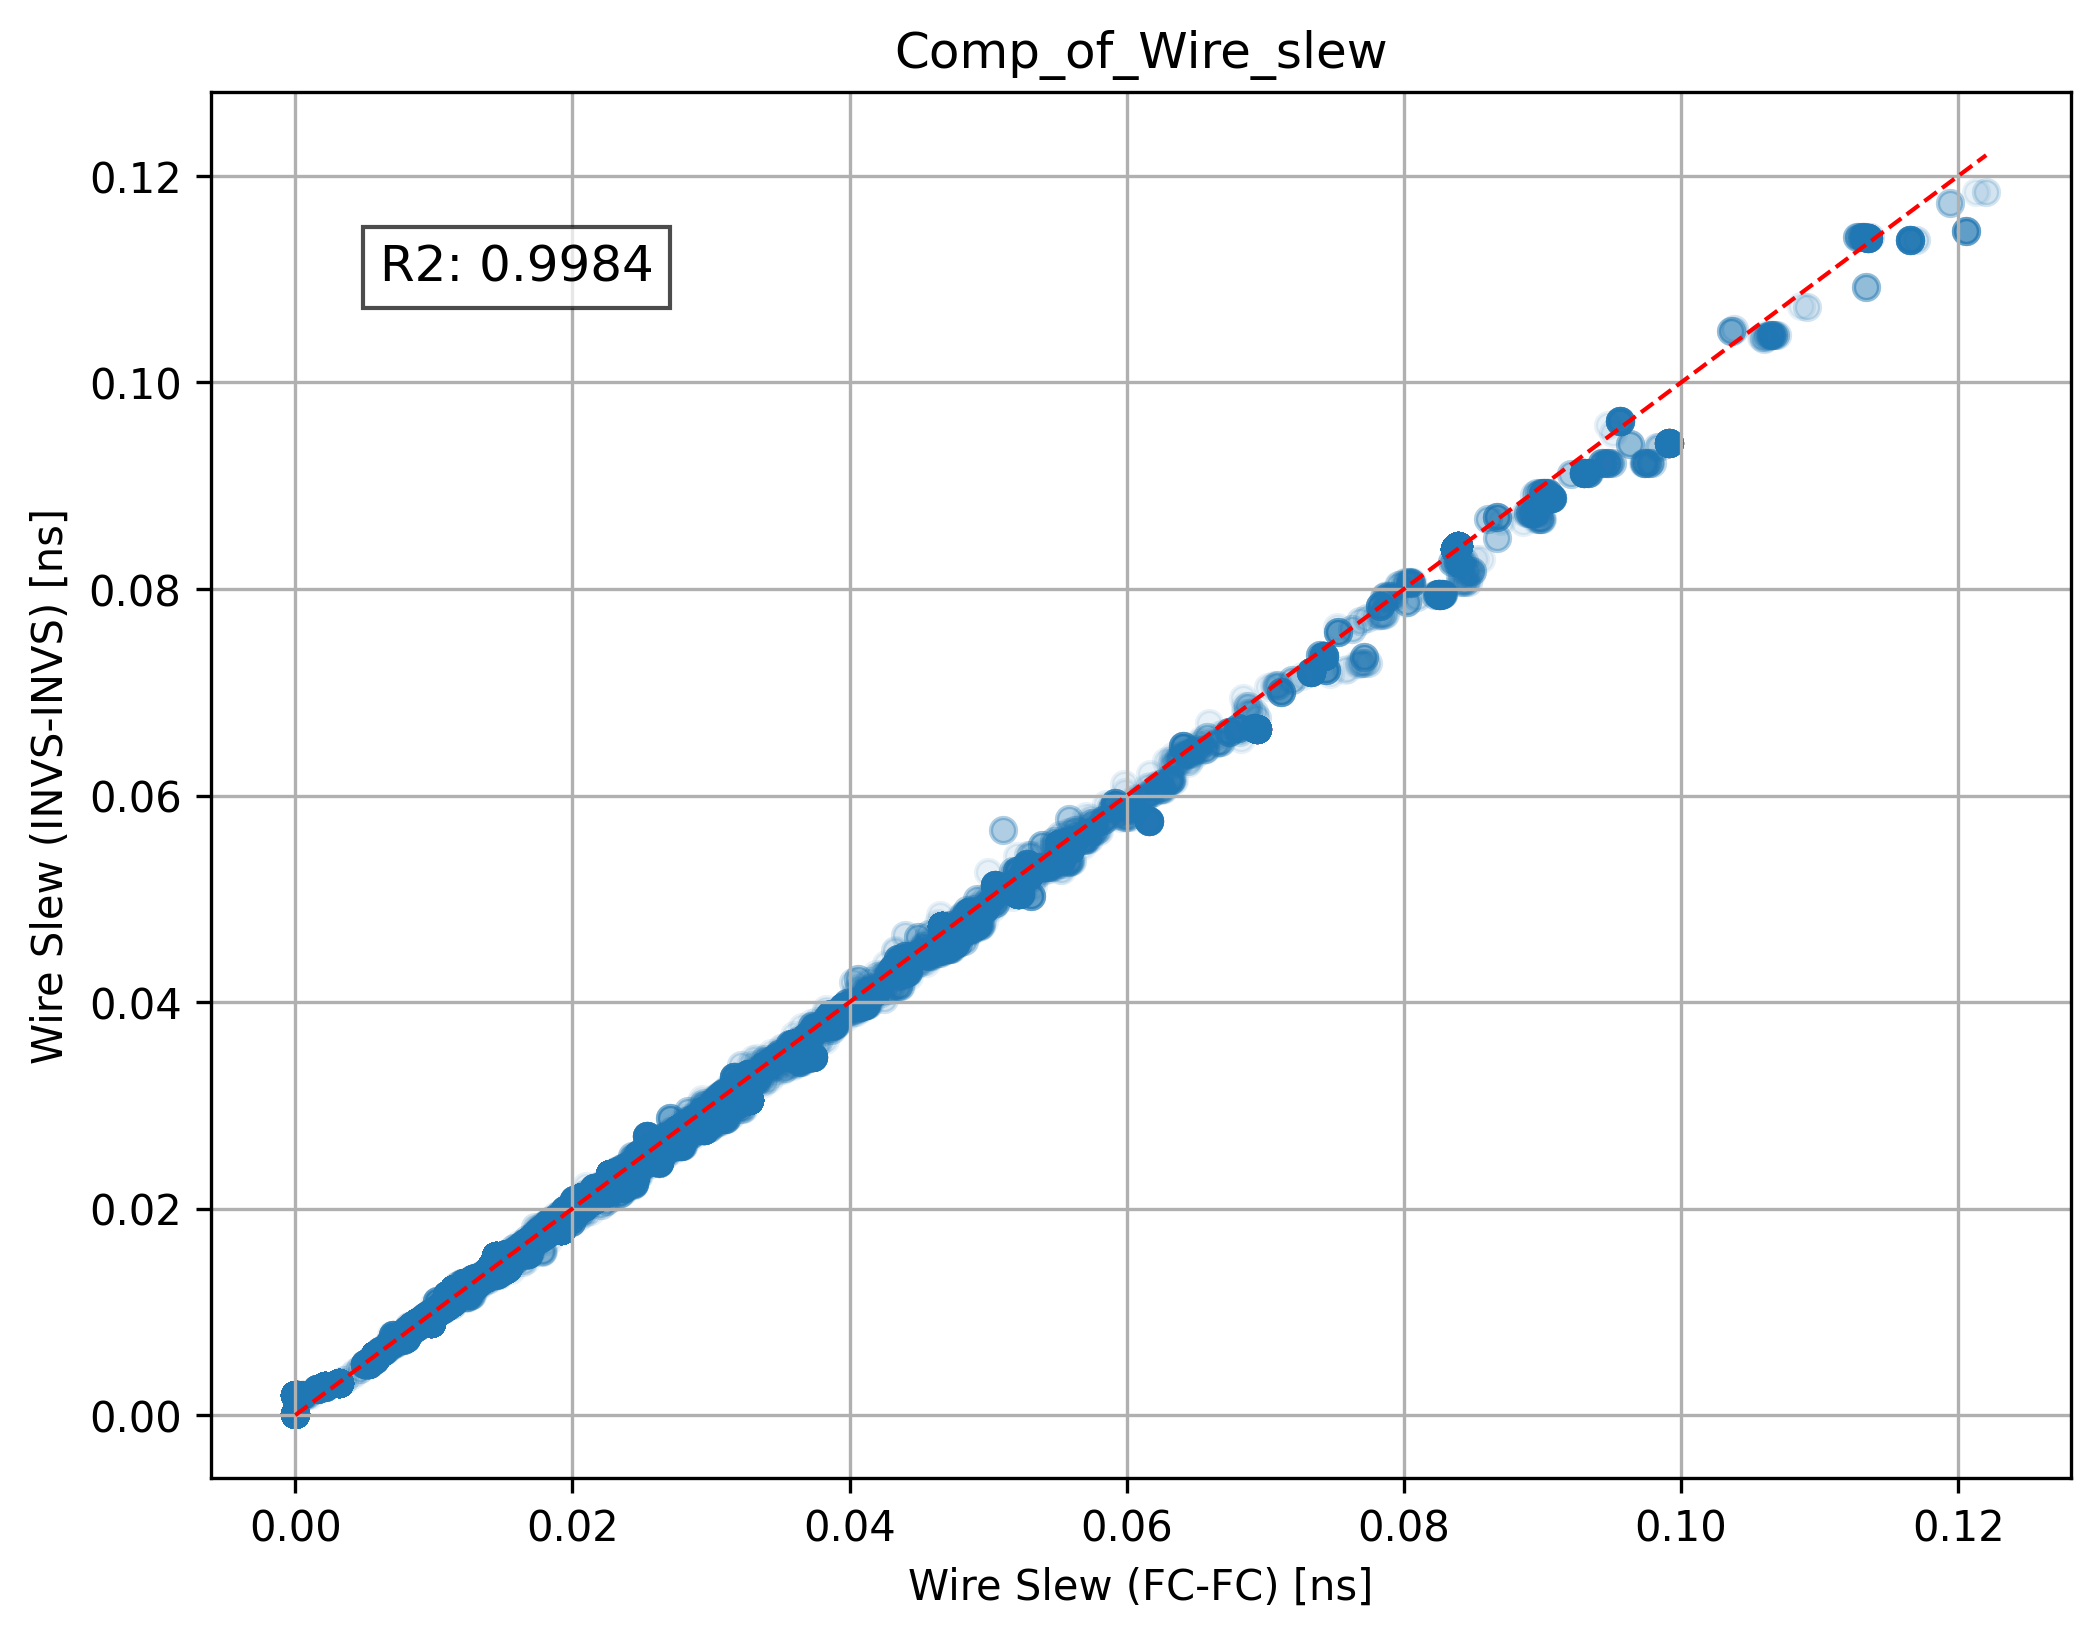 Comp_of_Wire_slew
R2: 0.9984
Wire Slew (INVS-INVS) [ns]
0.12
0.10
0.08
0.06
0.04
0.02
0.00
0.00 0.02 0.04 0.06 0.08 0.10 0.12
Wire Slew (FC-FC) [ns]